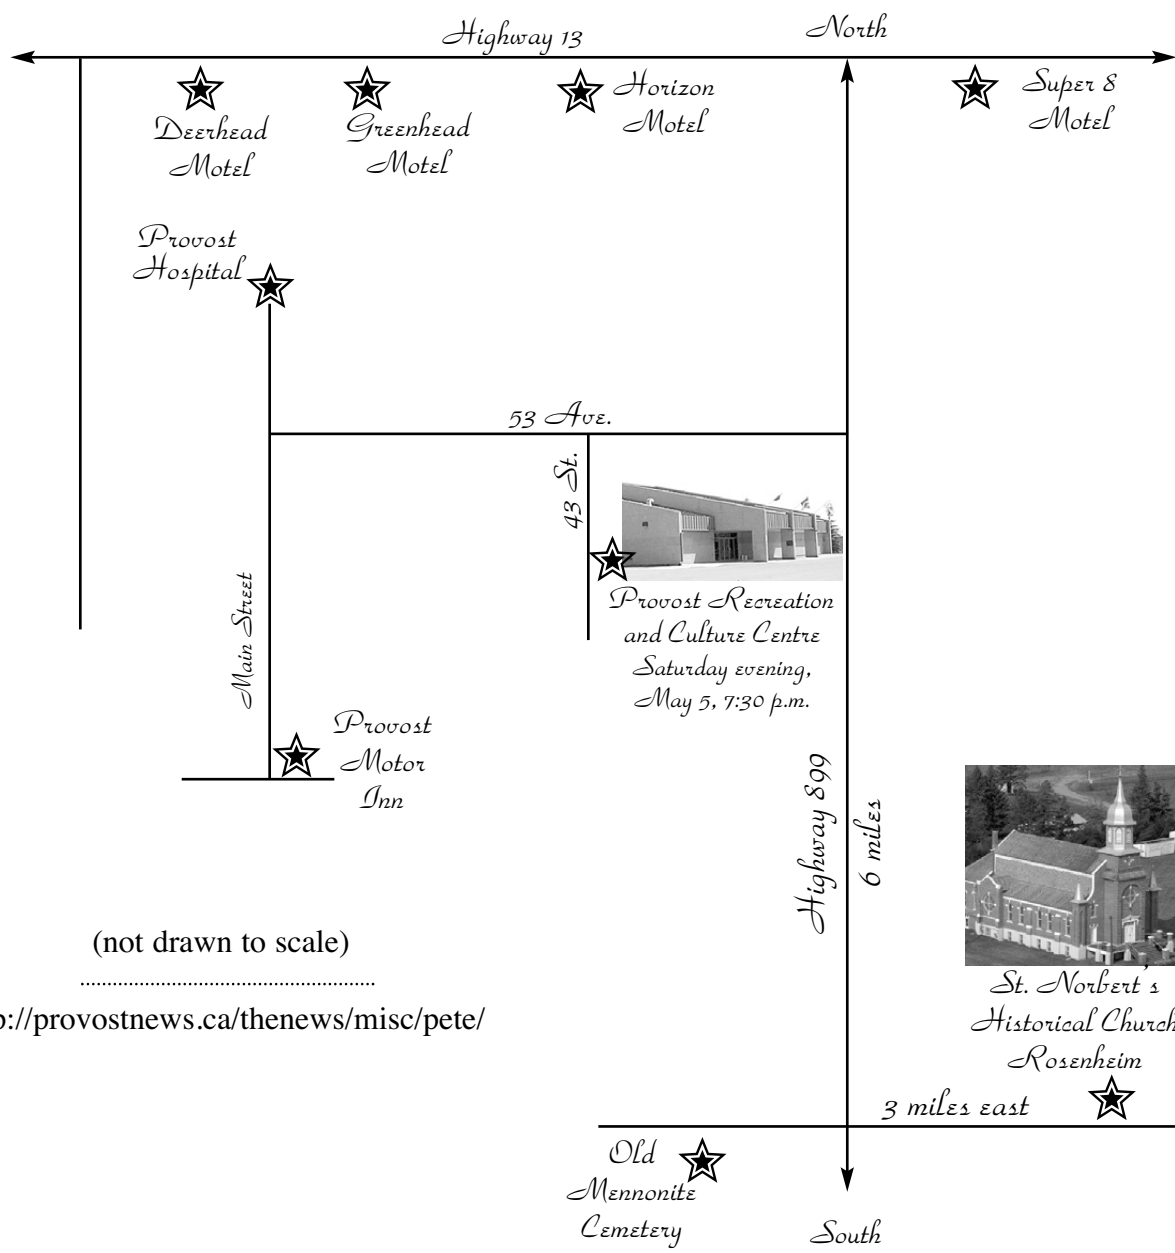 Highway 13
North
Deerhead
Motel
Greenhead
Motel
Horizon
Motel
Super 8
Motel
Provost
Hospital
53 Ave.
43 St.
Main Street
Provost Recreation
and Culture Centre
Saturday evening,
May 5, 7:30 p.m.
Provost
Motor
Inn
Highway 899
6 miles
(not drawn to scale)
p://provostnews.ca/thenews/misc/pete/
St. Norbert's
Historical Church
Rosenheim
3 miles east
Old
Mennonite
Cemetery
South